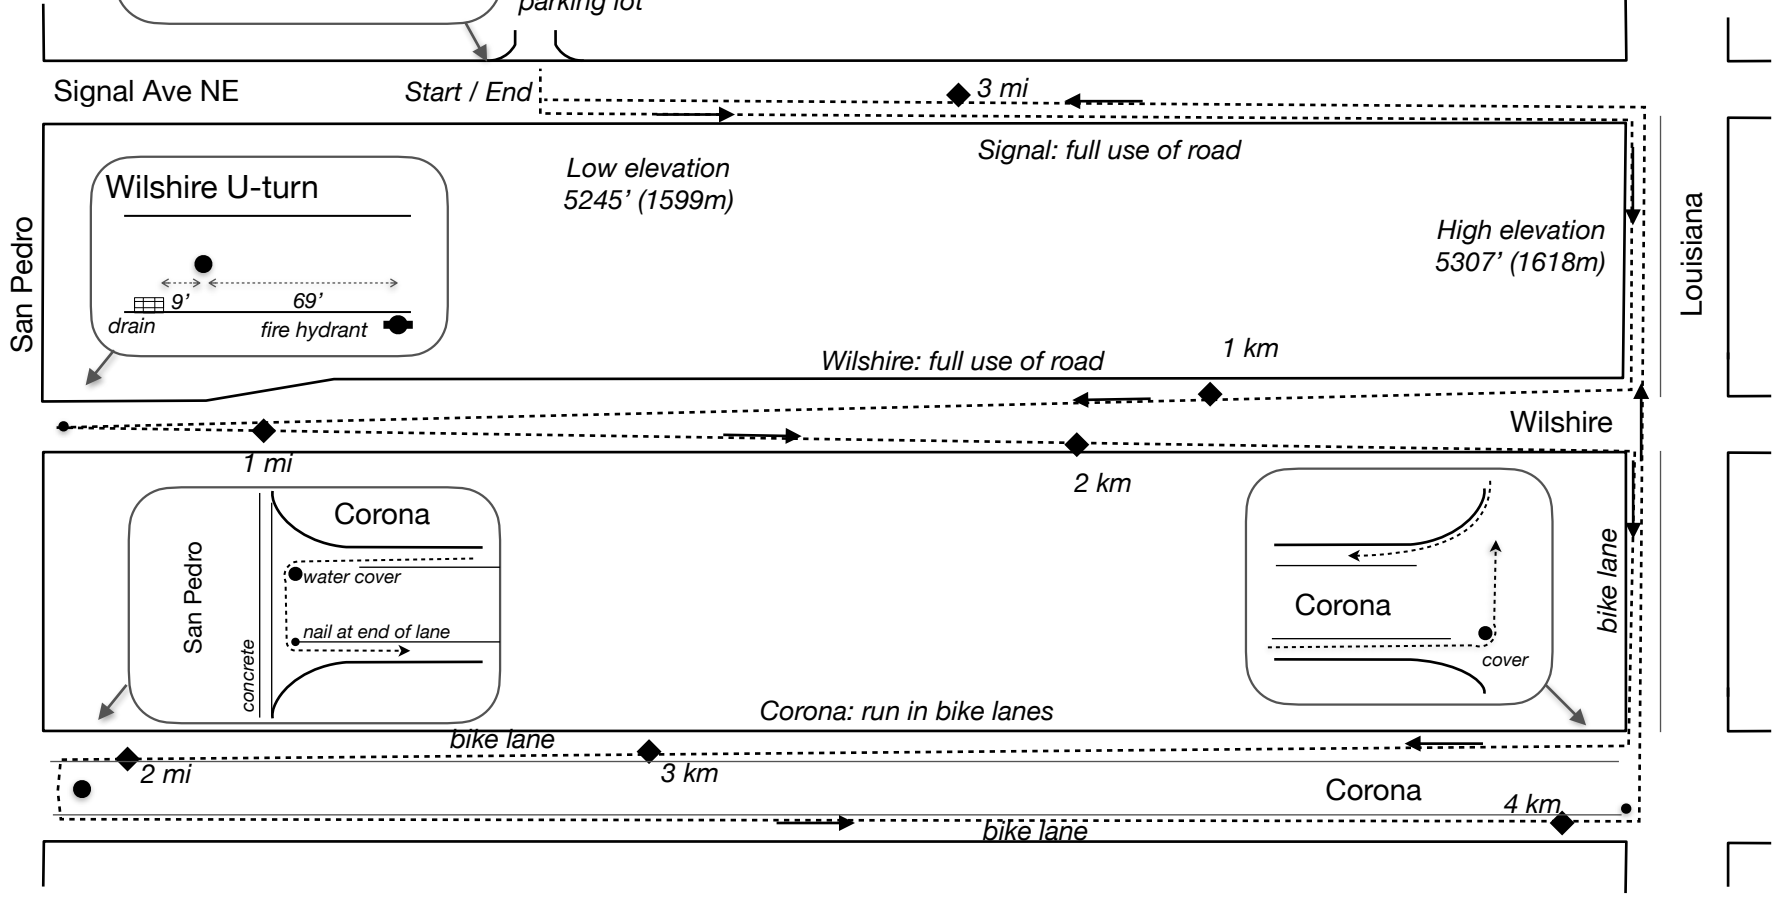 parking lot
Signal Ave NE
Start / End
3 mi
Signal: full use of road
Low elevation
5245’ (1599m)
High elevation
5307’ (1618m)
San Pedro
Louisiana
Wilshire U-turn
9’
69’
drain
fire hydrant
Wilshire: full use of road
1 km
Wilshire
1 mi
2 km
Corona
San Pedro
water cover
nail at end of lane
concrete
Corona
cover
bike lane
Corona: run in bike lanes
bike lane
2 mi
3 km
Corona
4 km
bike lane